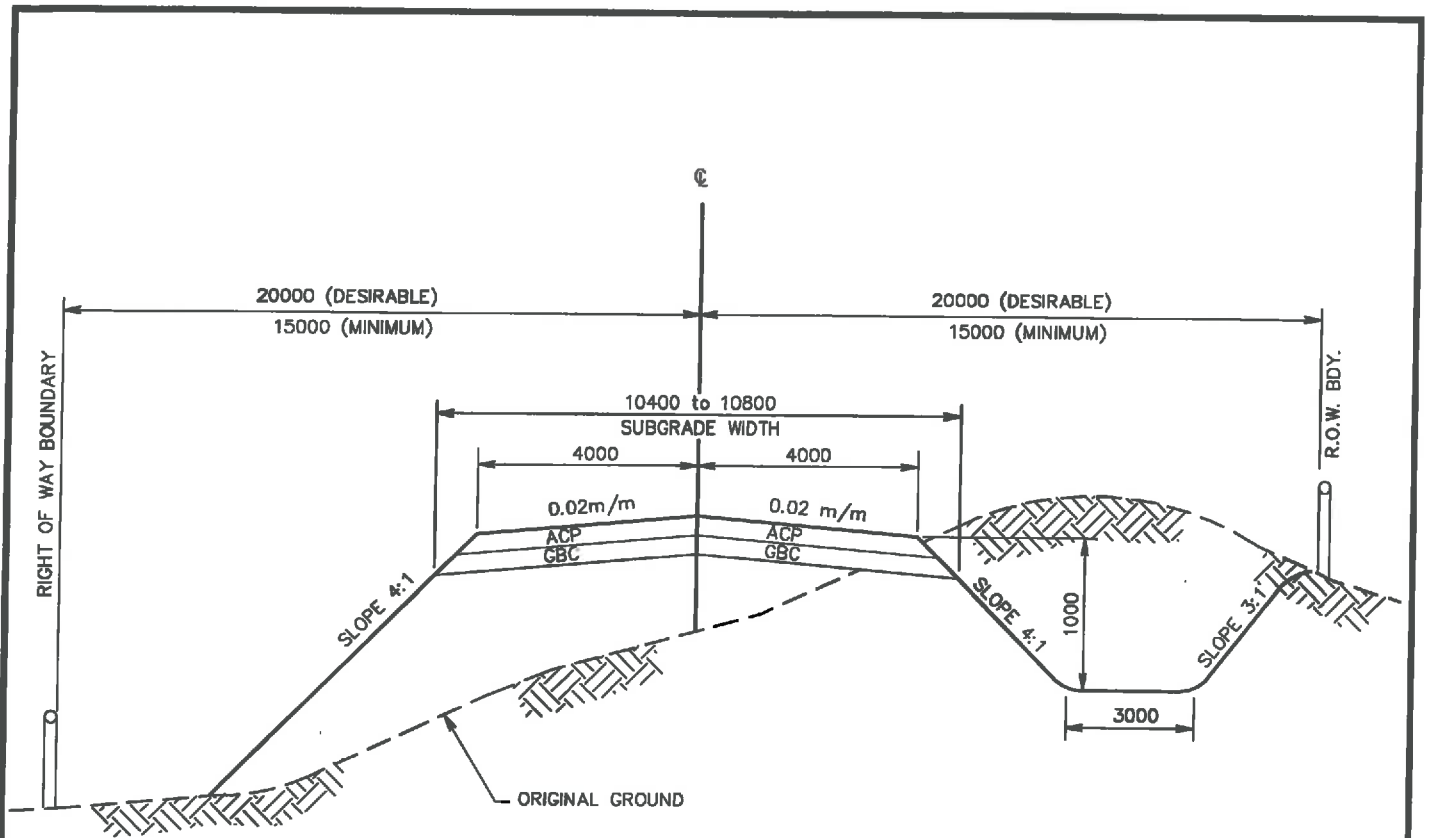 ℄
20000 (DESIRABLE)
15000 (MINIMUM)
20000 (DESIRABLE)
15000 (MINIMUM)
RIGHT OF WAY BOUNDARY
R.O.W. BDY.
10400 to 10800
SUBGRADE WIDTH
4000
4000
0.02m/m
0.02 m/m
ACP
ACP
GBC
GBC
SLOPE 4:1
SLOPE 4:1
1000
SLOPE 3:1
3000
ORIGINAL GROUND